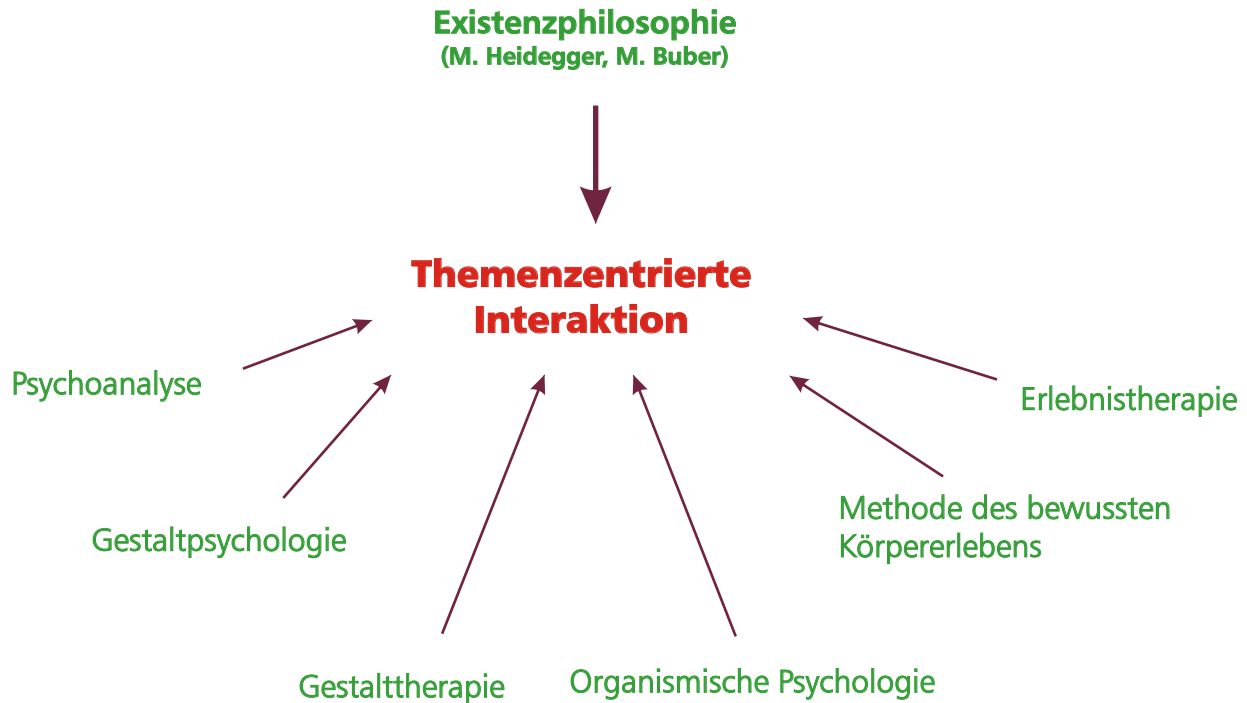 Existenzphilosophie
(M. Heidegger, M. Buber)
Themenzentrierte
Interaktion
Psychoanalyse
Erlebnistherapie
Gestaltpsychologie
Methode des bewussten
Körpererlebens
Gestalttherapie
Organismische Psychologie